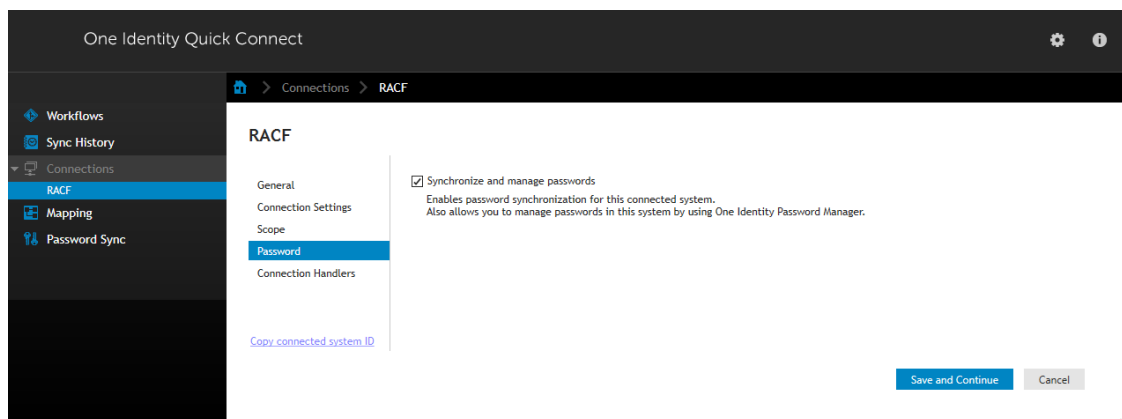 One Identity Quick Connect
Connections > RACF
Workflows
Sync History
Connections
RACF
Mapping
Password Sync
RACF
General
Connection Settings
Scope
Password
Connection Handlers
Copy connected system ID
Synchronize and manage passwords
Enables password synchronization for this connected system.
Also allows you to manage passwords in this system by using One Identity Password Manager.
Save and Continue
Cancel